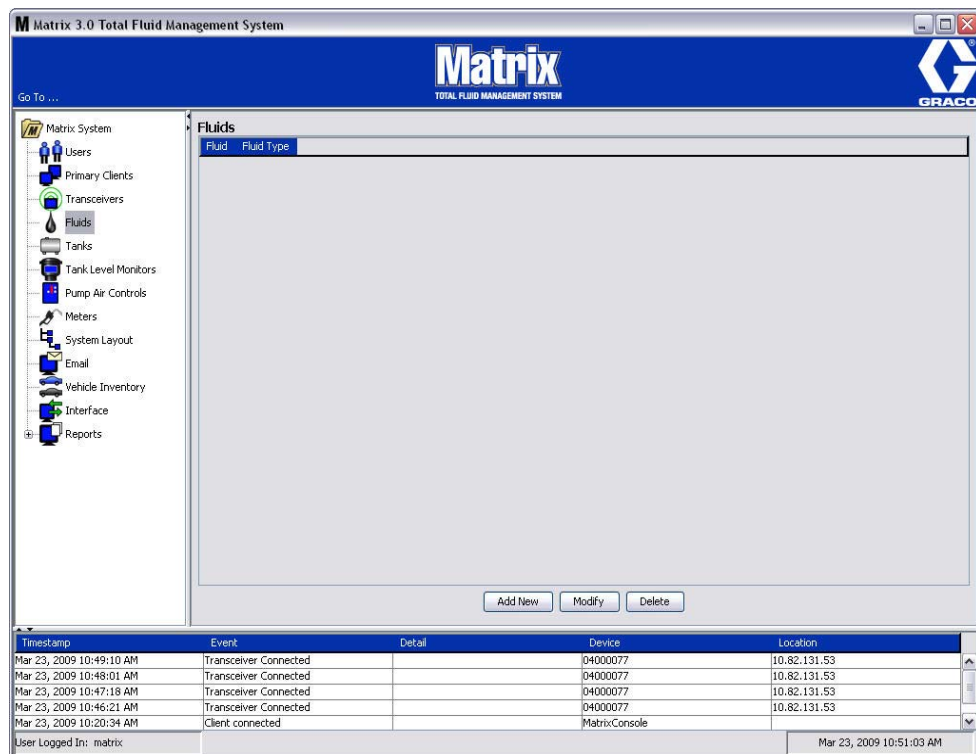 M Matrix 3.0 Total Fluid Management System
Matrix
TOTAL FLUID MANAGEMENT SYSTEM
Go To ...
G
GRACO
Matrix System
Users
Primary Clients
Transceivers
Fluids
Tanks
Tank Level Monitors
Pump Air Controls
Meters
System Layout
Email
Vehicle Inventory
Interface
Reports
Fluids
Fluid Fluid Type
Add New Modify Delete
Timestamp Event Detail Device Location
Mar 23, 2009 10:49:10 AM Transceiver Connected 04000077 10.82.131.53
Mar 23, 2009 10:48:01 AM Transceiver Connected 04000077 10.82.131.53
Mar 23, 2009 10:47:18 AM Transceiver Connected 04000077 10.82.131.53
Mar 23, 2009 10:46:21 AM Transceiver Connected 04000077 10.82.131.53
Mar 23, 2009 10:20:34 AM Client connected MatrixConsole
User Logged In: matrix Mar 23, 2009 10:51:03 AM